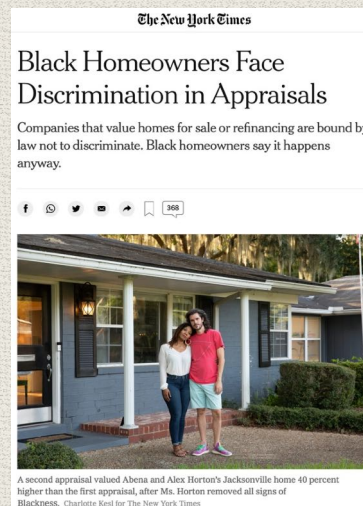 The New York Times
Black Homeowners Face
Discrimination in Appraisals
Companies that value homes for sale or refinancing are bound by
law not to discriminate. Black homeowners say it happens
anyway.
368
A second appraisal valued Abena and Alex Horton's Jacksonville home 40 percent
higher than the first appraisal, after Ms. Horton removed all signs of
Blackness. Charlotte Kesl for The New York Times